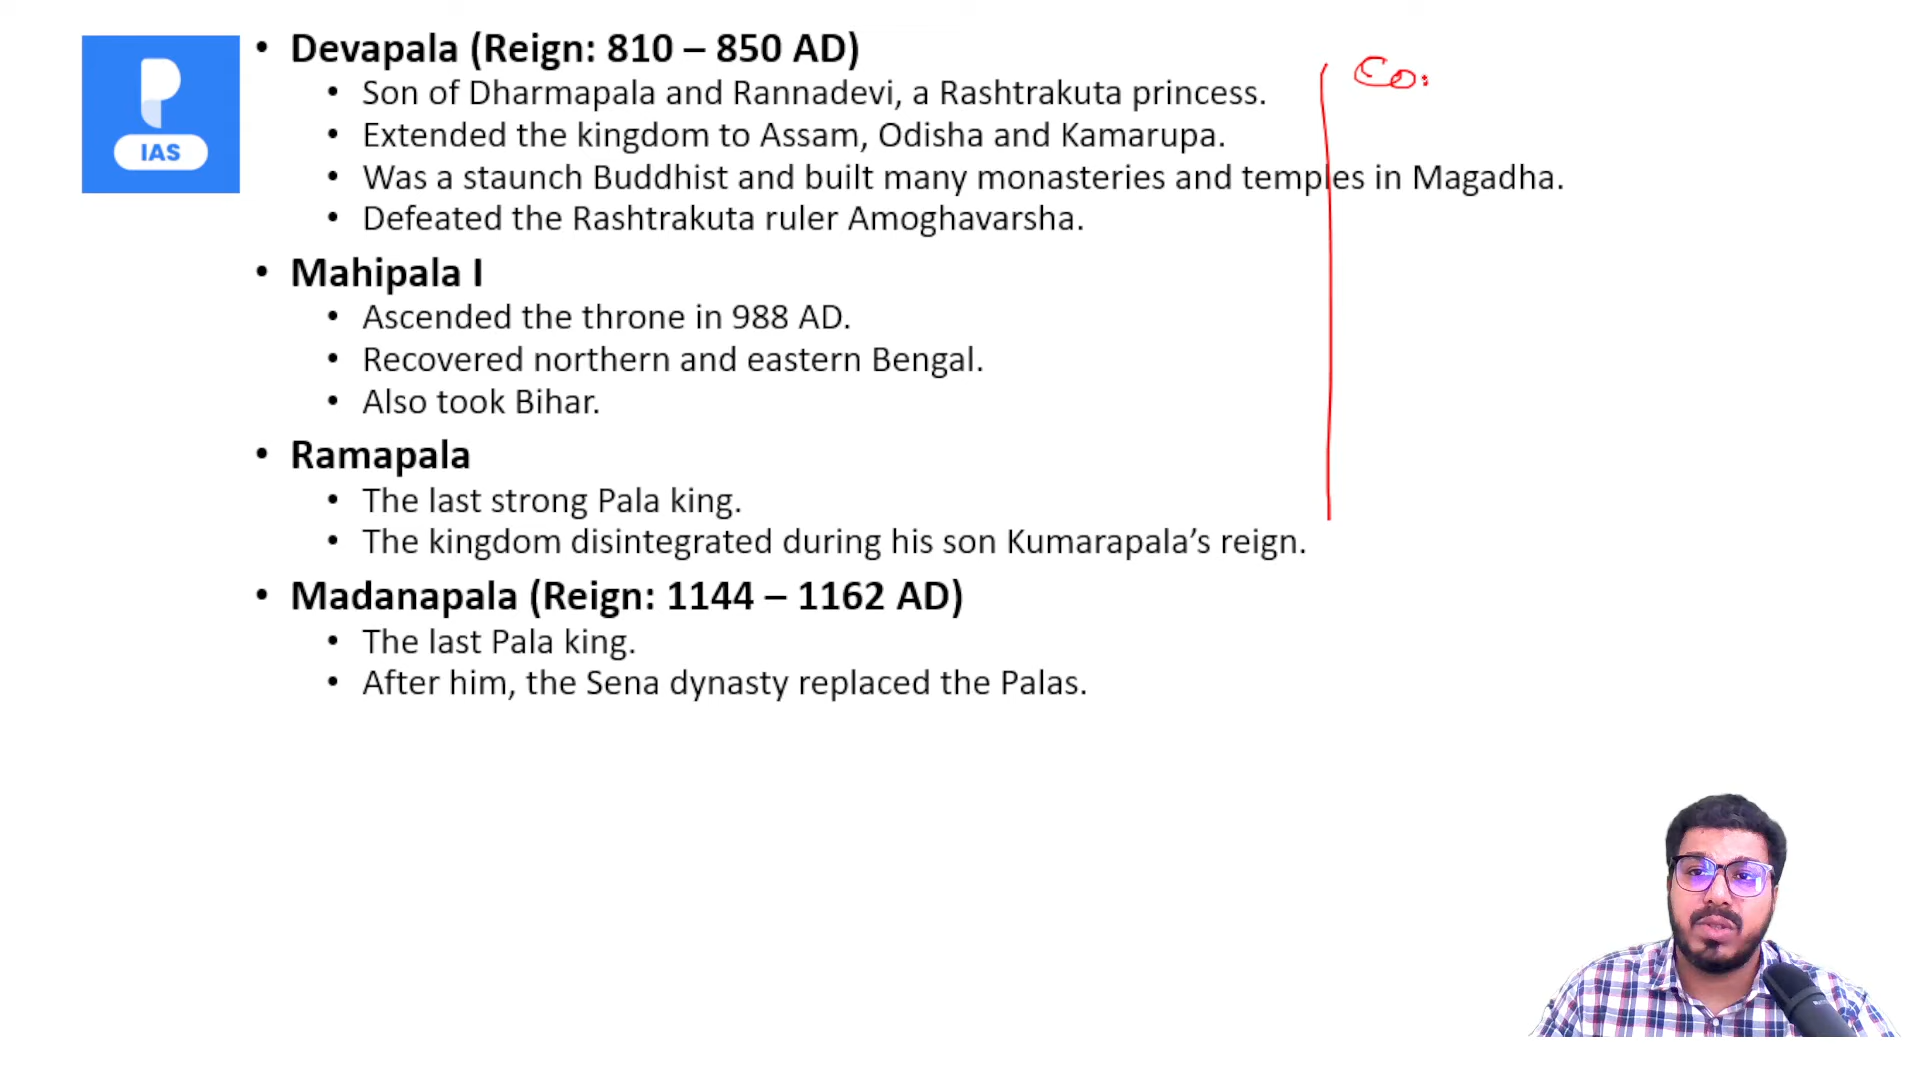 IAS
• Devapala (Reign: 810 – 850 AD)
• Son of Dharmapala and Rannadevi, a Rashtrakuta princess.
• Extended the kingdom to Assam, Odisha and Kamarupa.
• Was a staunch Buddhist and built many monasteries and temples in Magadha.
• Defeated the Rashtrakuta ruler Amoghavarsha.
• Mahipala I
• Ascended the throne in 988 AD.
• Recovered northern and eastern Bengal.
• Also took Bihar.
• Ramapala
• The last strong Pala king.
• The kingdom disintegrated during his son Kumarapala’s reign.
• Madanapala (Reign: 1144 – 1162 AD)
• The last Pala king.
• After him, the Sena dynasty replaced the Palas.